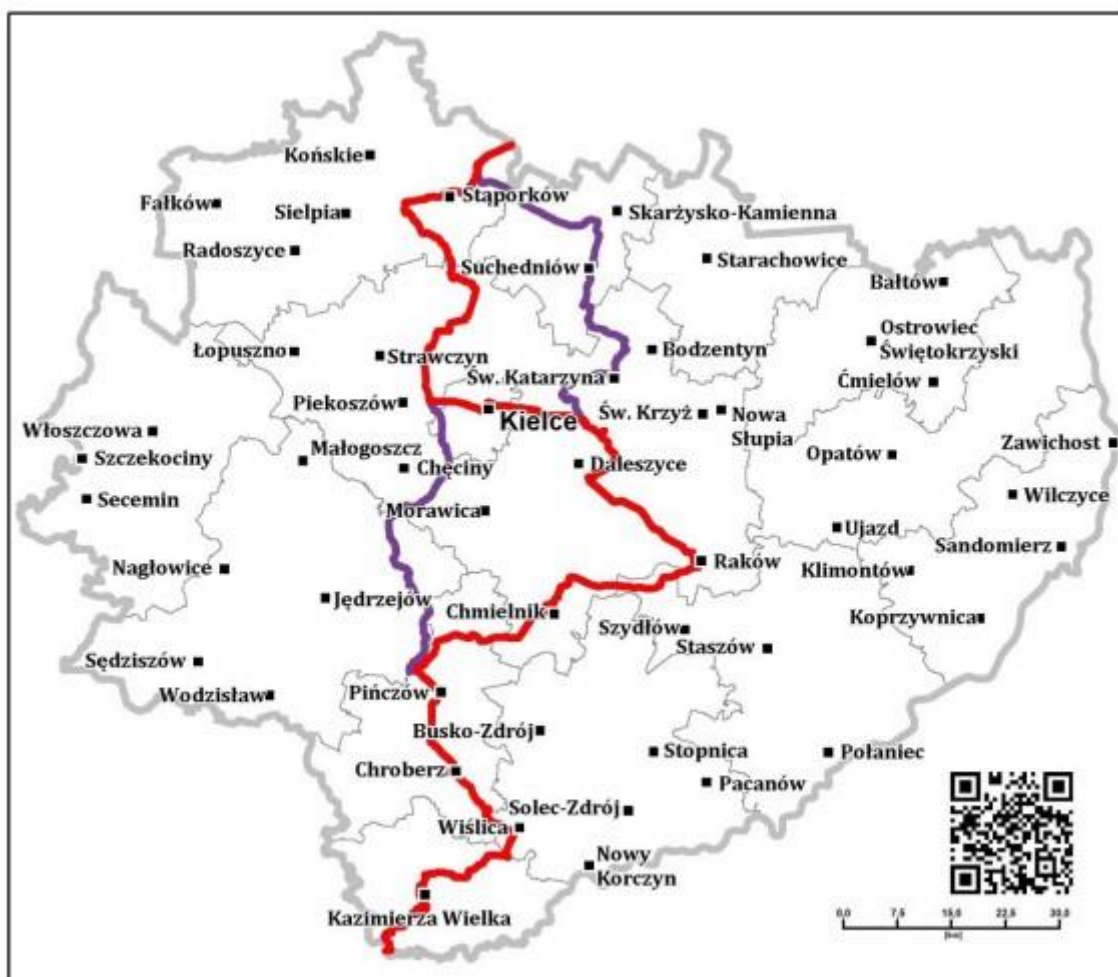 Końskie
Stąporków
Fałków
Sielpia
Skarżysko-Kamienna
Radoszyce
Starachowice
Suchedniów
Bałtów
Ostrowiec
Świętokrzyski
Łopuszno
Strawczyn
Bodzentyn
Św. Katarzyna
Ćmielów
Piekoszów
Kielce
Św. Krzyż
Nowa
Słupia
Włoszczowa
Małogoszcz
Zawichost
Szczekociny
Chęciny
Daleszyce
Opatów
Secemin
Morawica
Wilczyce
Ujazd
Sandomierz
Nagłowice
Raków
Klimontów
Jędrzejów
Chmielnik
Koprzywnica
Szydłów
Staszów
Sędziszów
Wodzisław
Pińczów
Busko-Zdrój
Stopnica
Połaniec
Chroberz
Pacanów
Solec-Zdrój
Wiślica
Nowy
Korczyn
Kazimierza Wielka
0,0 7,5 15,0 22,5 30,0
[km]